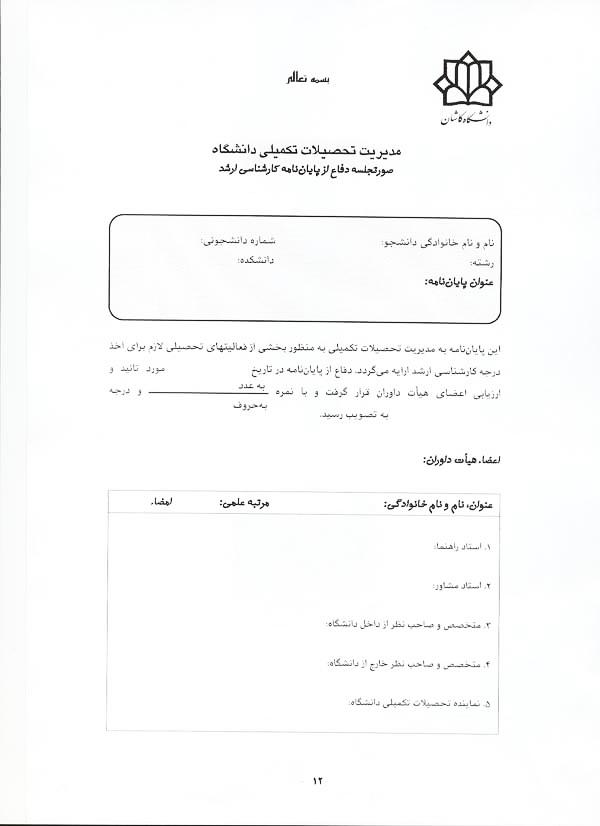 دانشگاه کاشان
بسمه تعالی
مدیریت تحصیلات تکمیلی دانشگاه
صورتجلسه دفاع از پایان‌نامه کارشناسی ارشد
نام و نام خانوادگی دانشجو: شماره دانشجوئی:
رشته: دانشکده:
عنوان پایان‌نامه:
این پایان‌نامه به مدیریت تحصیلات تکمیلی به منظور بخشی از فعالیتهای تحصیلی لازم برای اخذ
درجه کارشناسی ارشد ارایه می‌گردد. دفاع از پایان‌نامه در تاریخ مورد تائید و
ارزیابی اعضای هیأت داوران قرار گرفت و با نمره به عدد و درجه
به‌حروف
به تصویب رسید.
اعضاء هیأت داوران:
عنوان، نام و نام خانوادگی: مرتبه علمی: امضاء
۱. استاد راهنما:
۲. استاد مشاور:
۳. متخصص و صاحب نظر از داخل دانشگاه:
۴. متخصص و صاحب نظر خارج از دانشگاه:
۵. نماینده تحصیلات تکمیلی دانشگاه:
۱۲